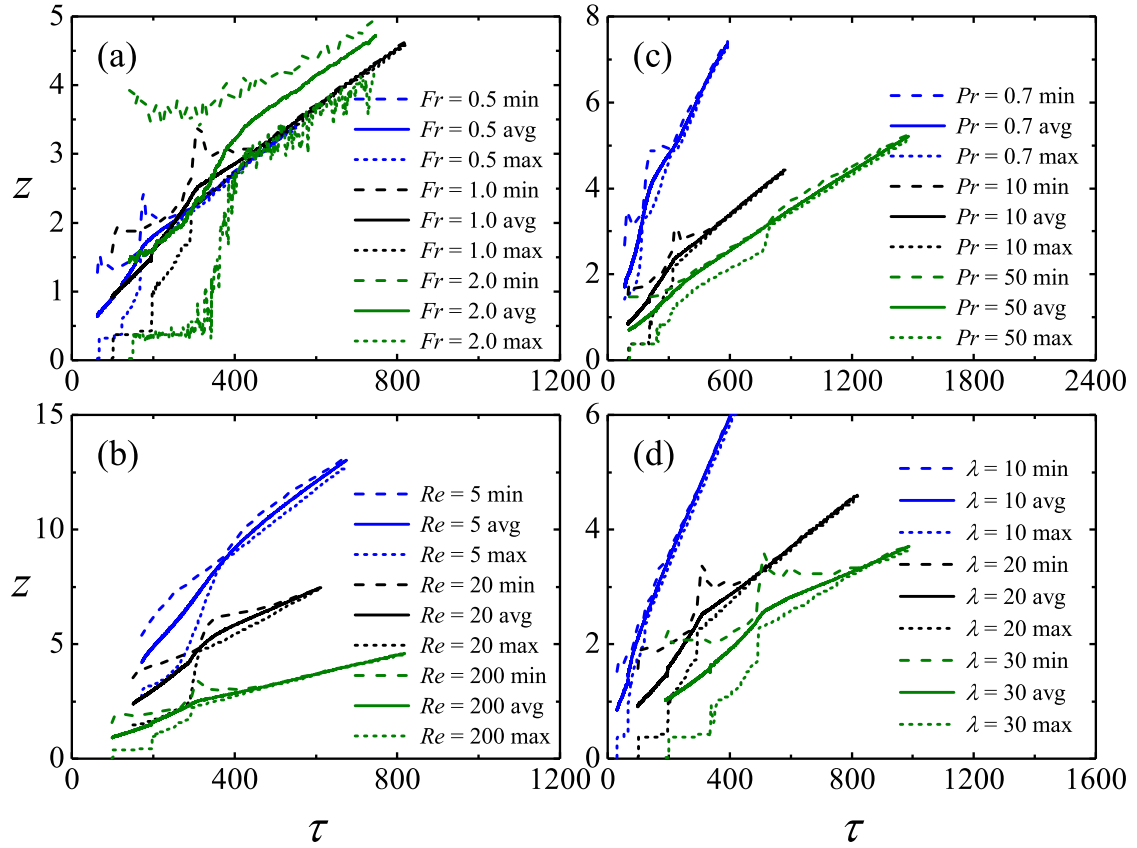 (a)
z
5
4
3
2
1
0
0 400 800 1200
Fr = 0.5 min
Fr = 0.5 avg
Fr = 0.5 max
Fr = 1.0 min
Fr = 1.0 avg
Fr = 1.0 max
Fr = 2.0 min
Fr = 2.0 avg
Fr = 2.0 max
(c)
8
6
4
2
0
0 600 1200 1800 2400
Pr = 0.7 min
Pr = 0.7 avg
Pr = 0.7 max
Pr = 10 min
Pr = 10 avg
Pr = 10 max
Pr = 50 min
Pr = 50 avg
Pr = 50 max
(b)
z
15
10
5
0
0 400 800 1200
τ
Re = 5 min
Re = 5 avg
Re = 5 max
Re = 20 min
Re = 20 avg
Re = 20 max
Re = 200 min
Re = 200 avg
Re = 200 max
(d)
6
4
2
0
0 400 800 1200 1600
τ
λ = 10 min
λ = 10 avg
λ = 10 max
λ = 20 min
λ = 20 avg
λ = 20 max
λ = 30 min
λ = 30 avg
λ = 30 max